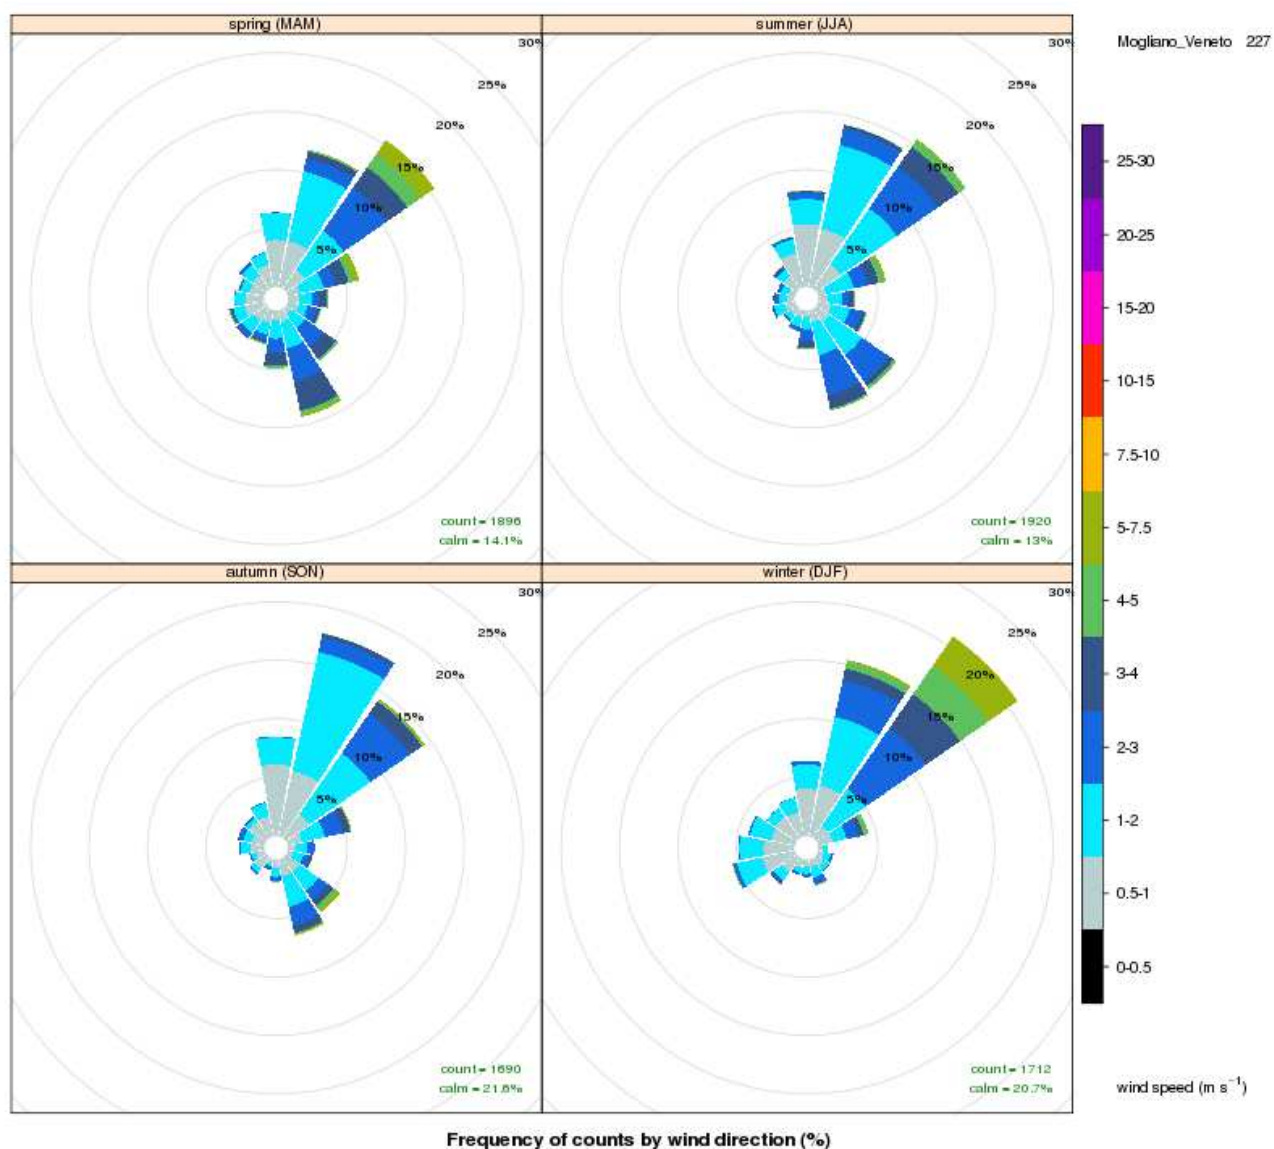 spring (MAM)
30%
25%
20%
15%
10%
5%
count = 1896
calm = 14.1%
summer (JJA)
30%
25%
20%
15%
10%
5%
count = 1920
calm = 13%
autumn (SON)
30%
25%
20%
15%
10%
5%
count = 1690
calm = 21.6%
winter (DJF)
30%
25%
20%
15%
10%
5%
count = 1712
calm = 20.7%
Mogliano_Veneto 227
25-30
20-25
15-20
10-15
7.5-10
5-7.5
4-5
3-4
2-3
1-2
0.5-1
0-0.5
wind speed (m s⁻¹)
Frequency of counts by wind direction (%)